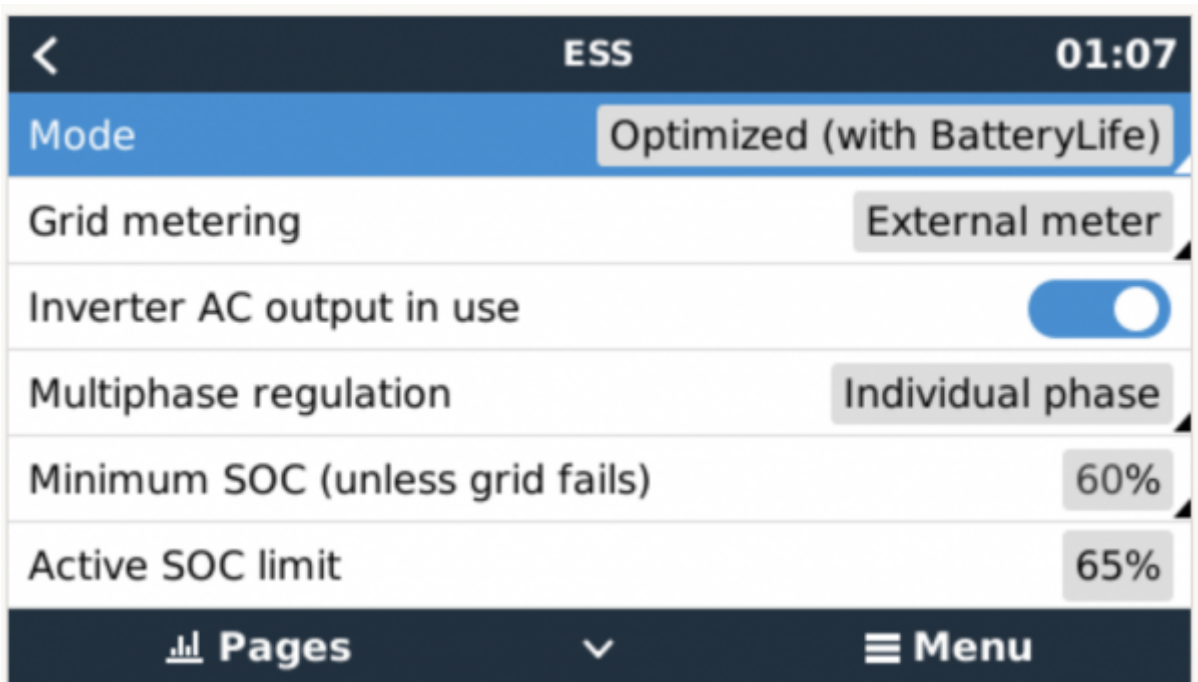 ESS 01:07
Mode Optimized (with BatteryLife)
Grid metering External meter
Inverter AC output in use
Multiphase regulation Individual phase
Minimum SOC (unless grid fails) 60%
Active SOC limit 65%
Pages Menu